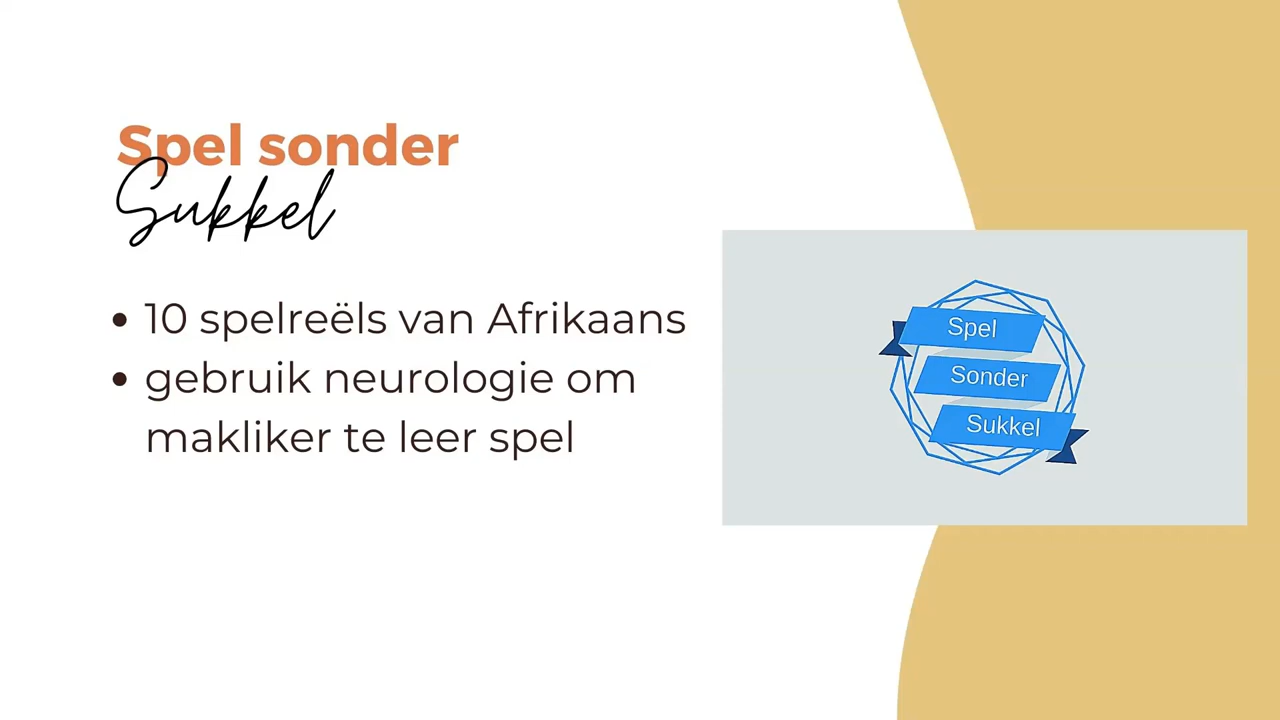 Spel sonder
Sukkel
• 10 spelreëls van Afrikaans
• gebruik neurologie om
makliker te leer spel
Spel
Sonder
Sukkel